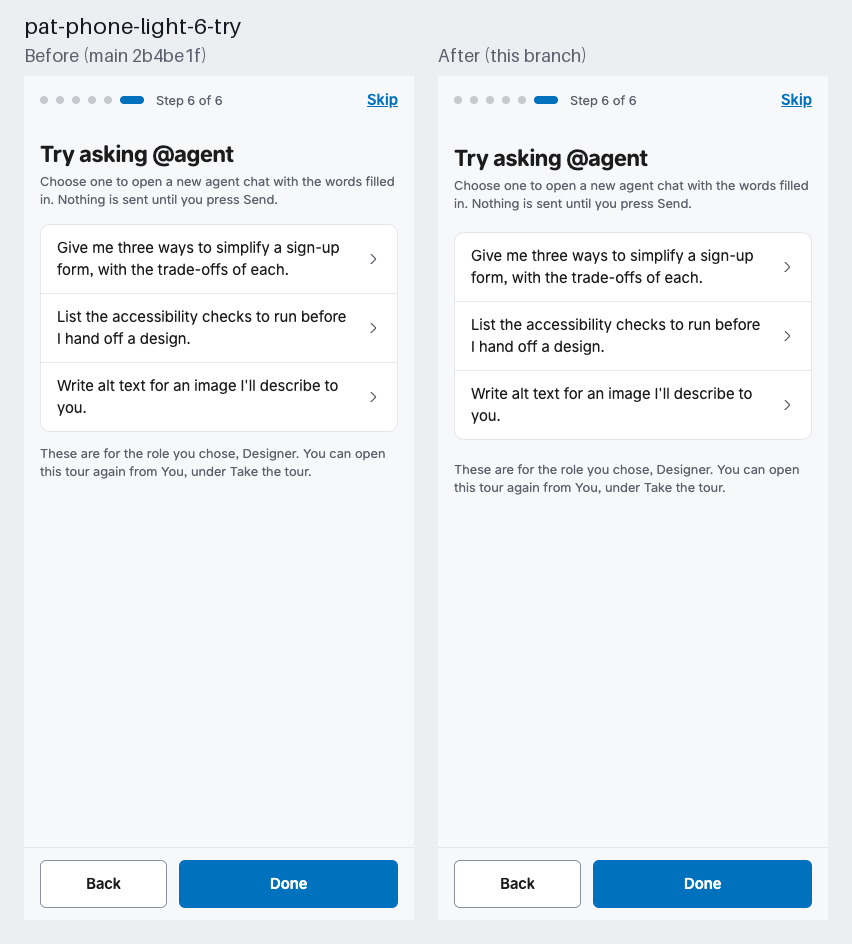 pat-phone-light-6-try
Before (main 2b4be1f)
Step 6 of 6
Skip
Try asking @agent
Choose one to open a new agent chat with the words filled
in. Nothing is sent until you press Send.
Give me three ways to simplify a sign-up
form, with the trade-offs of each.
List the accessibility checks to run before
I hand off a design.
Write alt text for an image I'll describe to
you.
These are for the role you chose, Designer. You can open
this tour again from You, under Take the tour.
Back
Done
After (this branch)
Step 6 of 6
Skip
Try asking @agent
Choose one to open a new agent chat with the words filled
in. Nothing is sent until you press Send.
Give me three ways to simplify a sign-up
form, with the trade-offs of each.
List the accessibility checks to run before
I hand off a design.
Write alt text for an image I'll describe to
you.
These are for the role you chose, Designer. You can open
this tour again from You, under Take the tour.
Back
Done